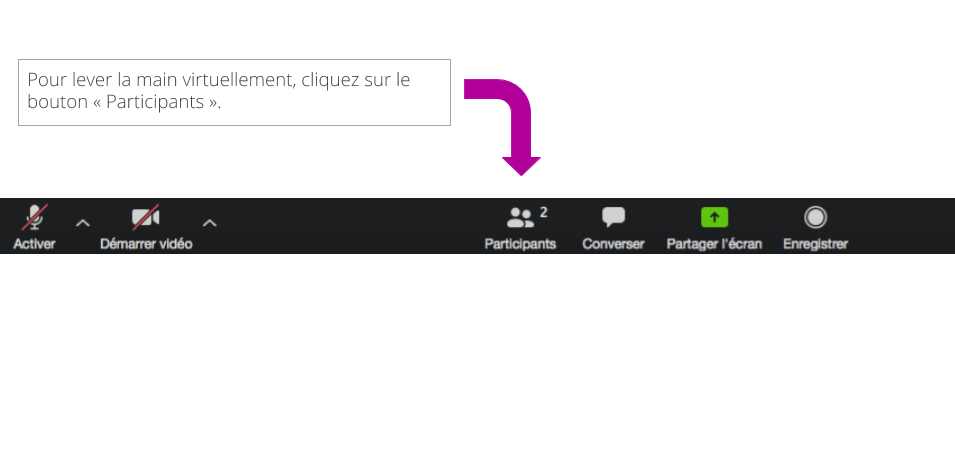 Pour lever la main virtuellement, cliquez sur le
bouton « Participants ».
2
Activer
Démarrer vidéo
Participants
Converser
Partager l'écran
Enregistrer